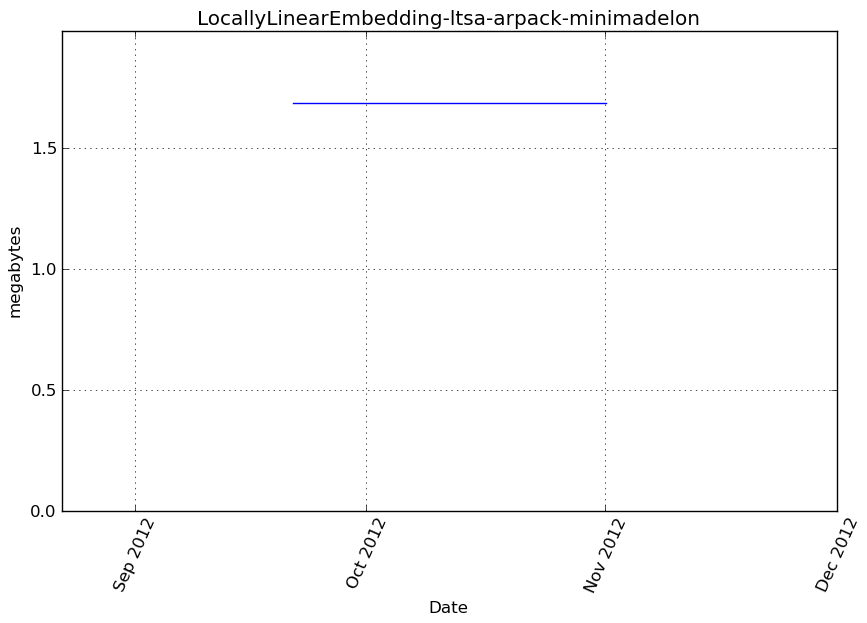 LocallyLinearEmbedding-ltsa-arpack-minimadelon
megabytes
1.5
1.0
0.5
0.0
Sep 2012
Oct 2012
Nov 2012
Dec 2012
Date